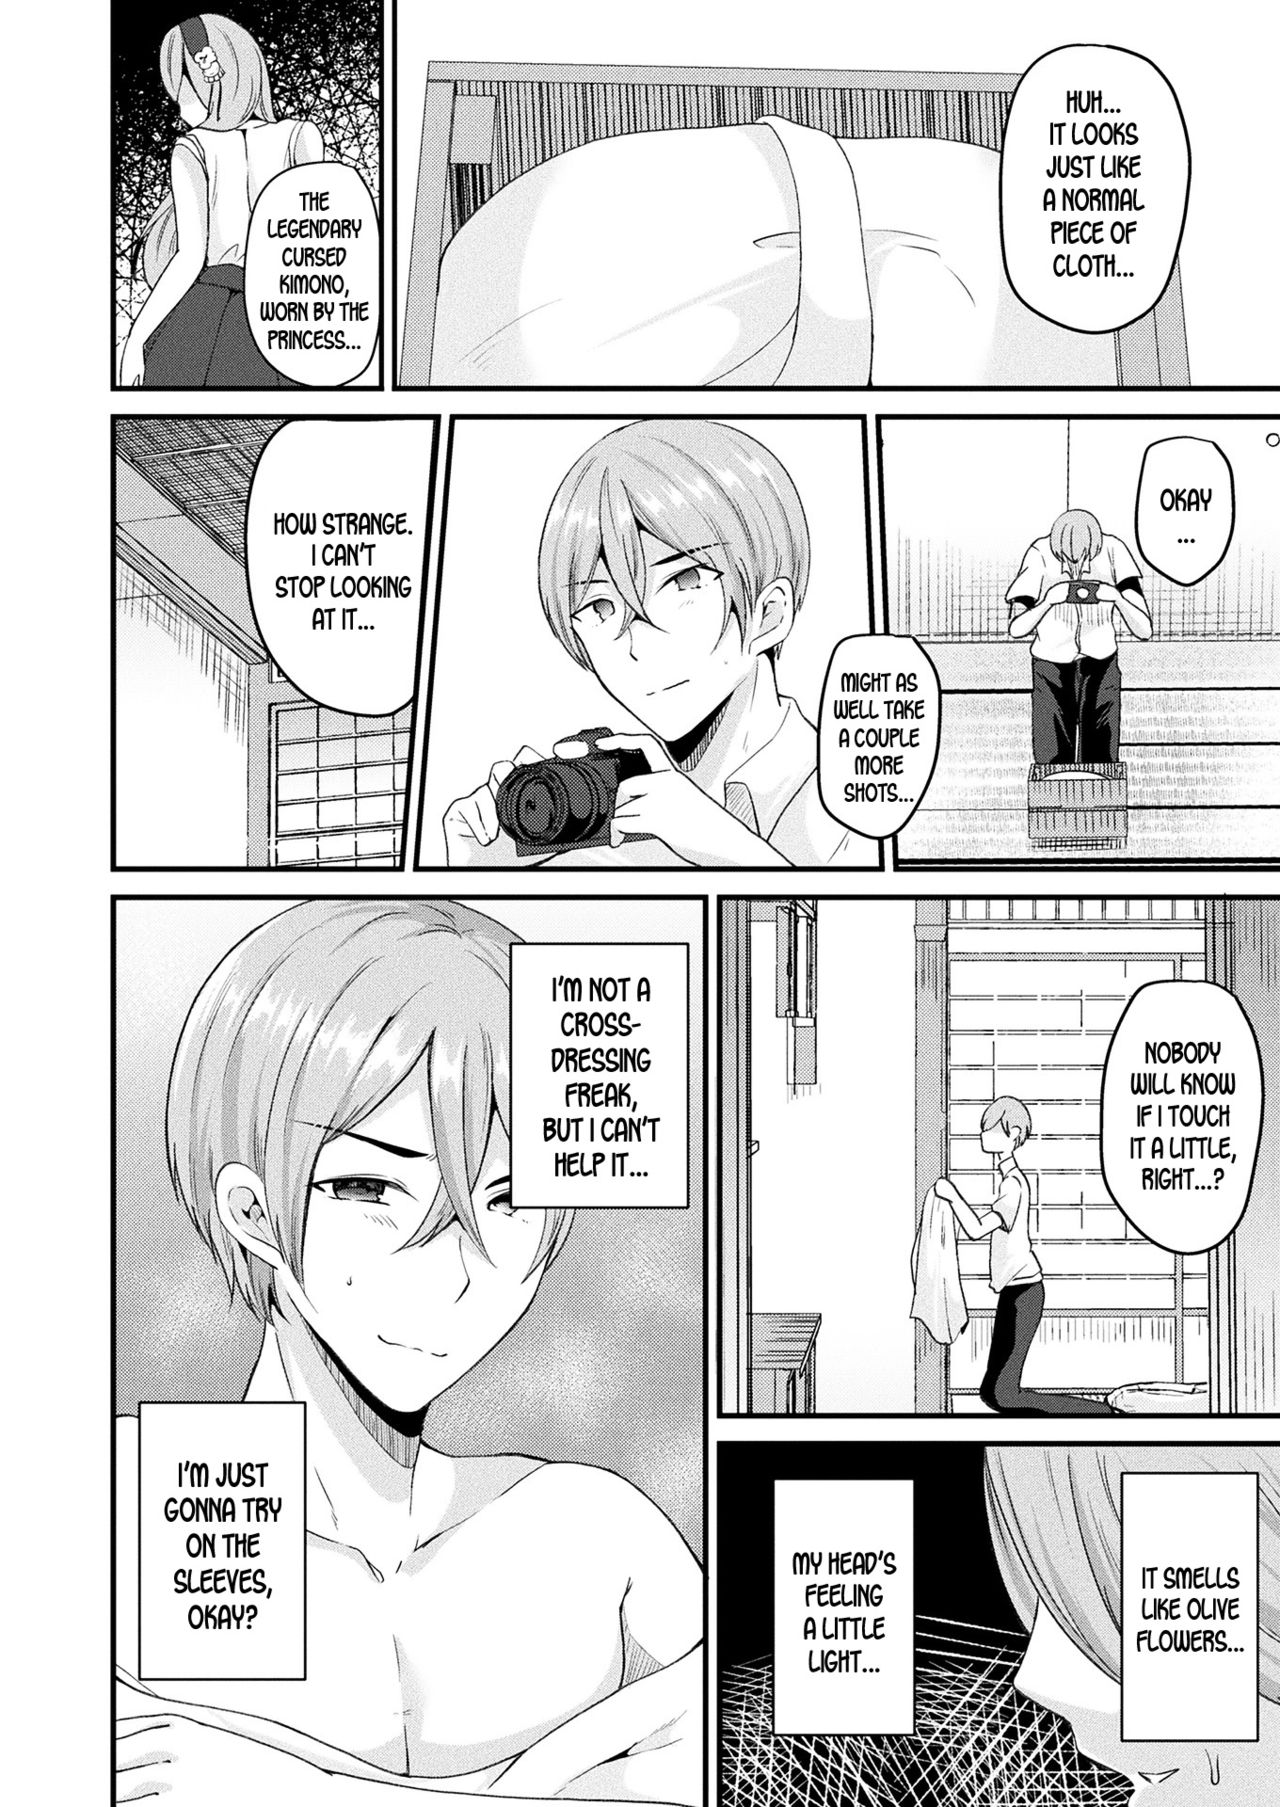 HUH...
IT LOOKS
JUST LIKE
A NORMAL
PIECE OF
CLOTH...
THE
LEGENDARY
CURSED
KIMONO,
WORN BY THE
PRINCESS...
OKAY
...
MIGHT AS
WELL TAKE
A COUPLE
MORE
SHOTS...
HOW STRANGE.
I CAN'T
STOP LOOKING
AT IT...
NOBODY
WILL KNOW
IF I TOUCH
IT A LITTLE,
RIGHT...?
IT SMELLS
LIKE OLIVE
FLOWERS...
MY HEAD'S
FEELING
A LITTLE
LIGHT...
I'M NOT A
CROSS-
DRESSING
FREAK,
BUT I CAN'T
HELP IT...
I'M JUST
GONNA TRY
ON THE
SLEEVES,
OKAY?